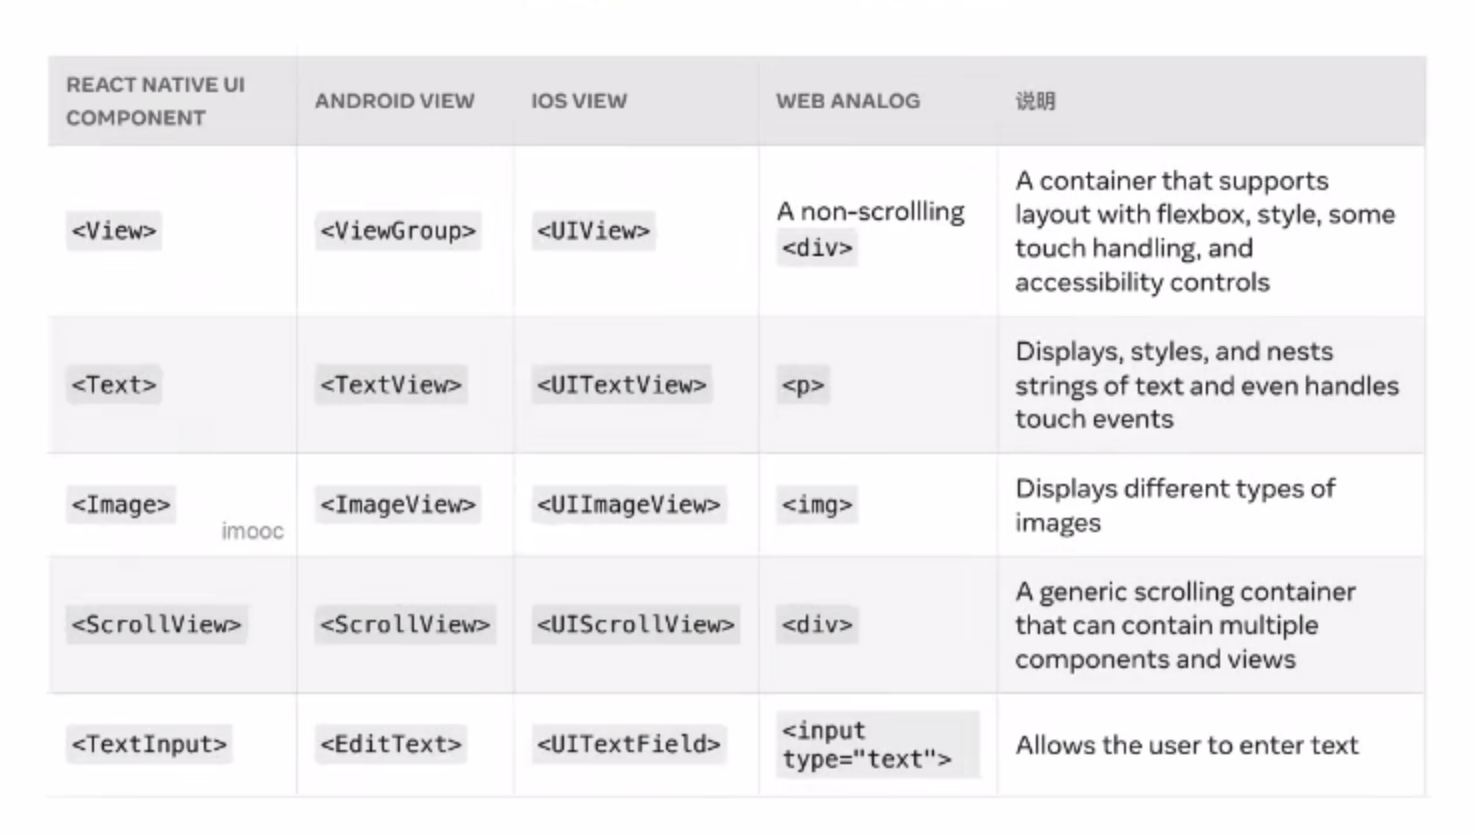 REACT NATIVE UI
COMPONENT
ANDROID VIEW
IOS VIEW
WEB ANALOG
说明
<View>
<ViewGroup>
<UIView>
A non-scrollling
<div>
A container that supports
layout with flexbox, style, some
touch handling, and
accessibility controls
<Text>
<TextView>
<UITextView>
<p>
Displays, styles, and nests
strings of text and even handles
touch events
<Image>
imooc
<ImageView>
<UIImageView>
<img>
Displays different types of
images
<ScrollView>
<ScrollView>
<UIScrollView>
<div>
A generic scrolling container
that can contain multiple
components and views
<TextInput>
<EditText>
<UITextField>
<input
type="text">
Allows the user to enter text